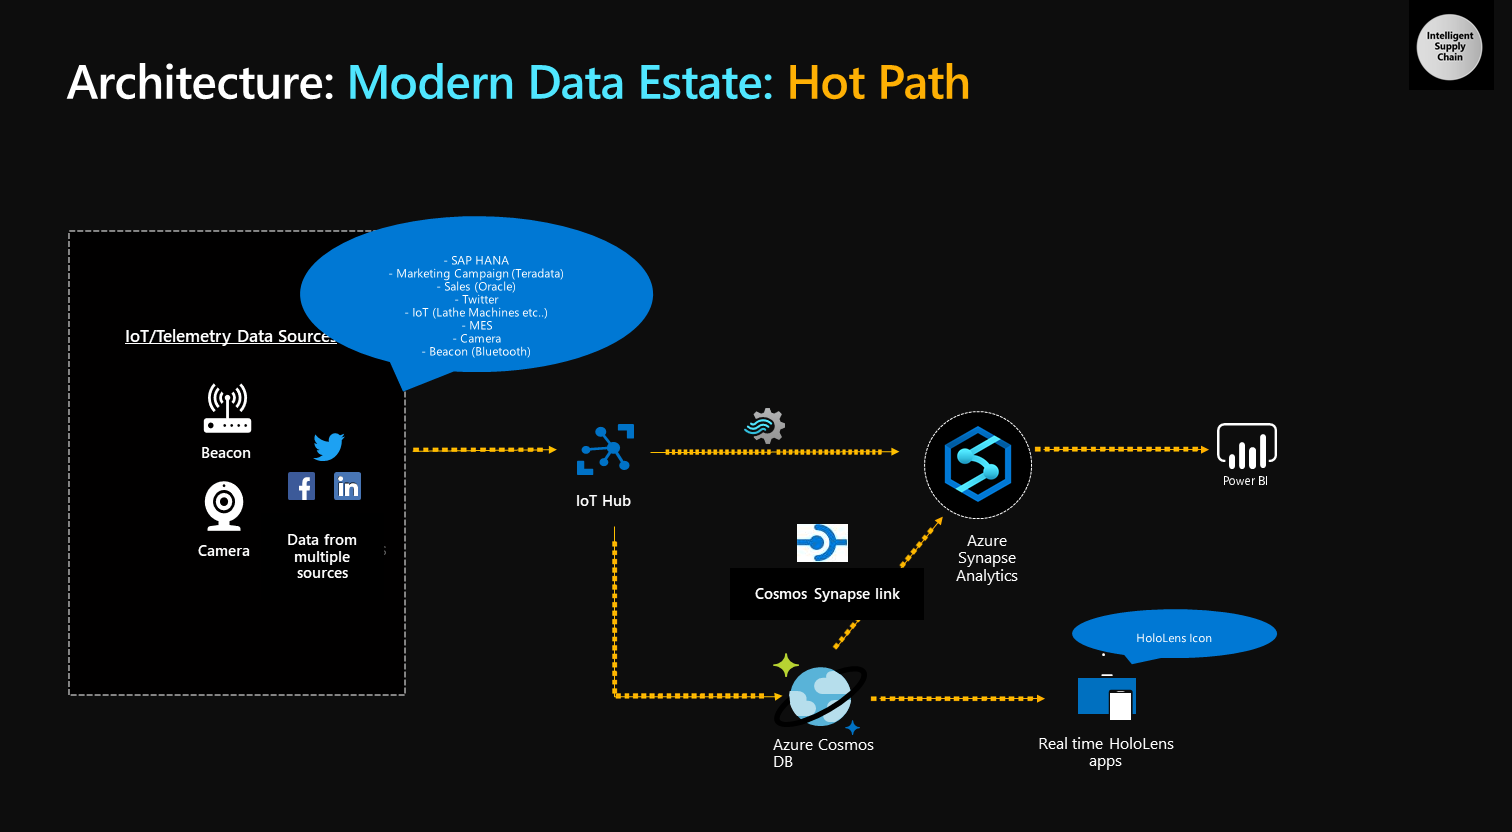 Intelligent
Supply
Chain
Architecture: Modern Data Estate: Hot Path
- SAP HANA
- Marketing Campaign (Teradata)
- Sales (Oracle)
- Twitter
- IoT (Lathe Machines etc..)
- MES
- Camera
- Beacon (Bluetooth)
IoT/Telemetry Data Sources
Beacon
Camera
Data from
multiple
sources
IoT Hub
Power BI
Azure
Synapse
Analytics
Cosmos Synapse link
HoloLens Icon
Azure Cosmos
DB
Real time HoloLens
apps